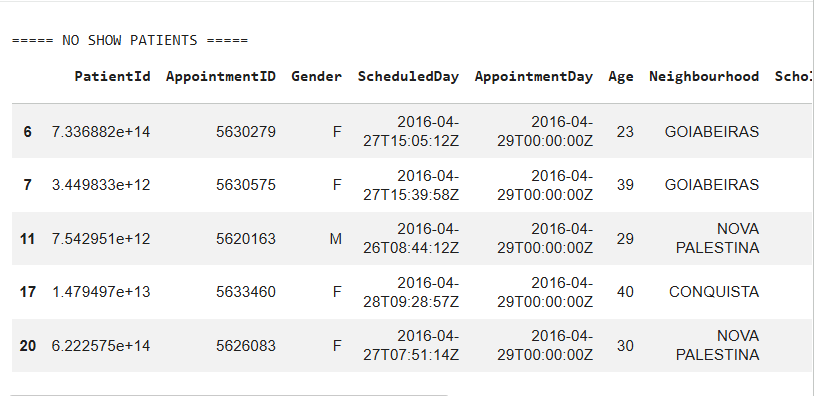 ===== NO SHOW PATIENTS =====
PatientId AppointmentID Gender ScheduledDay AppointmentDay Age Neighbourhood Schol
2016-04- 2016-04-
6 7.336882e+14 5630279 F 27T15:05:12Z 29T00:00:00Z 23 GOIABEIRAS
2016-04- 2016-04-
7 3.449833e+12 5630575 F 27T15:39:58Z 29T00:00:00Z 39 GOIABEIRAS
2016-04- 2016-04- NOVA
11 7.542951e+12 5620163 M 26T08:44:12Z 29T00:00:00Z 29 PALESTINA
2016-04- 2016-04-
17 1.479497e+13 5633460 F 28T09:28:57Z 29T00:00:00Z 40 CONQUISTA
2016-04- 2016-04- NOVA
20 6.222575e+14 5626083 F 27T07:51:14Z 29T00:00:00Z 30 PALESTINA